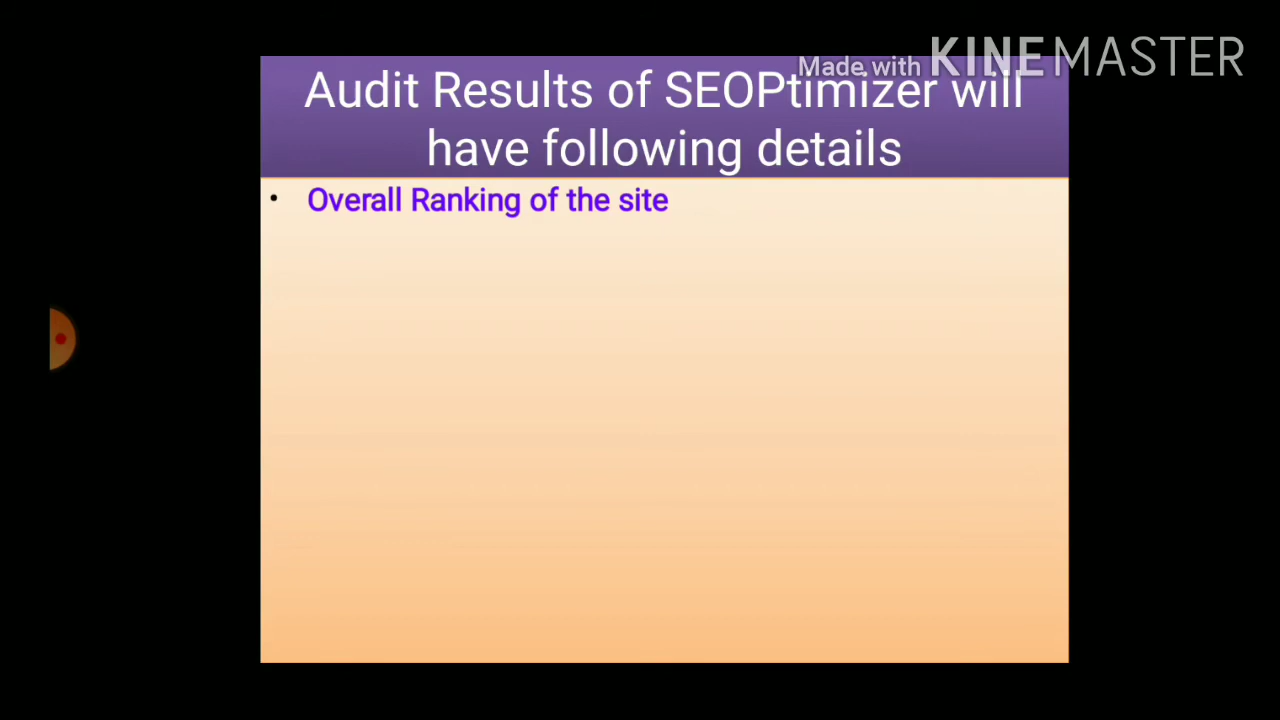 Made with KINEMASTER
Audit Results of SEOPtimizer will
have following details
• Overall Ranking of the site